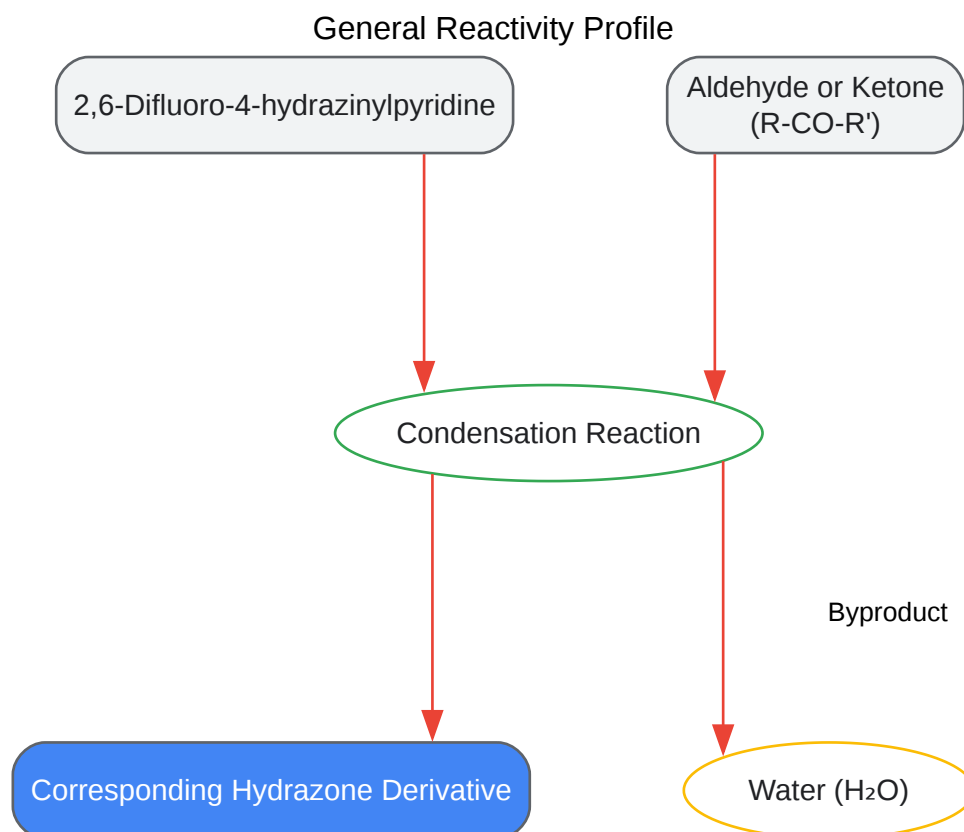 General Reactivity Profile
2,6-Difluoro-4-hydrazinylpyridine
Aldehyde or Ketone
(R-CO-R')
Condensation Reaction
Byproduct
Corresponding Hydrazone Derivative
Water (H₂O)